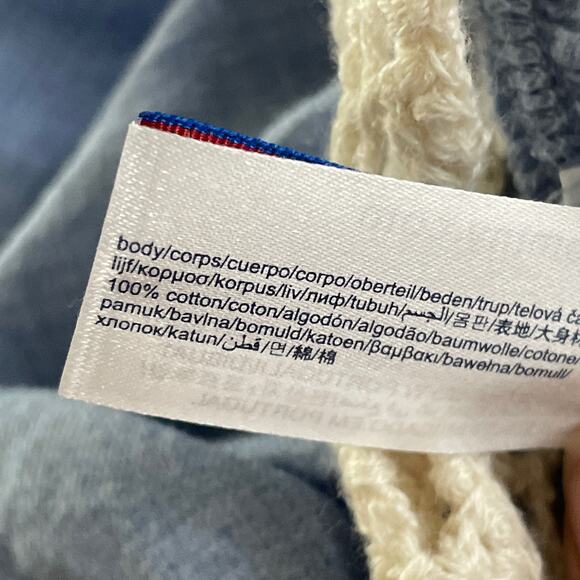 body/corps/cuerpo/corpo/oberteil/beden/trup/telová
lijf/κορμοσ/korpus/liv/лиф/tubuh/الجسم/몸판/表地/大身材
100% cotton/coton/algodón/algodão/baumwolle/cotone
pamuk/bavlna/bomuld/katoen/βαμβακι/bawełna/bomull/
хлопок/katun/قطن/면/綿/棉